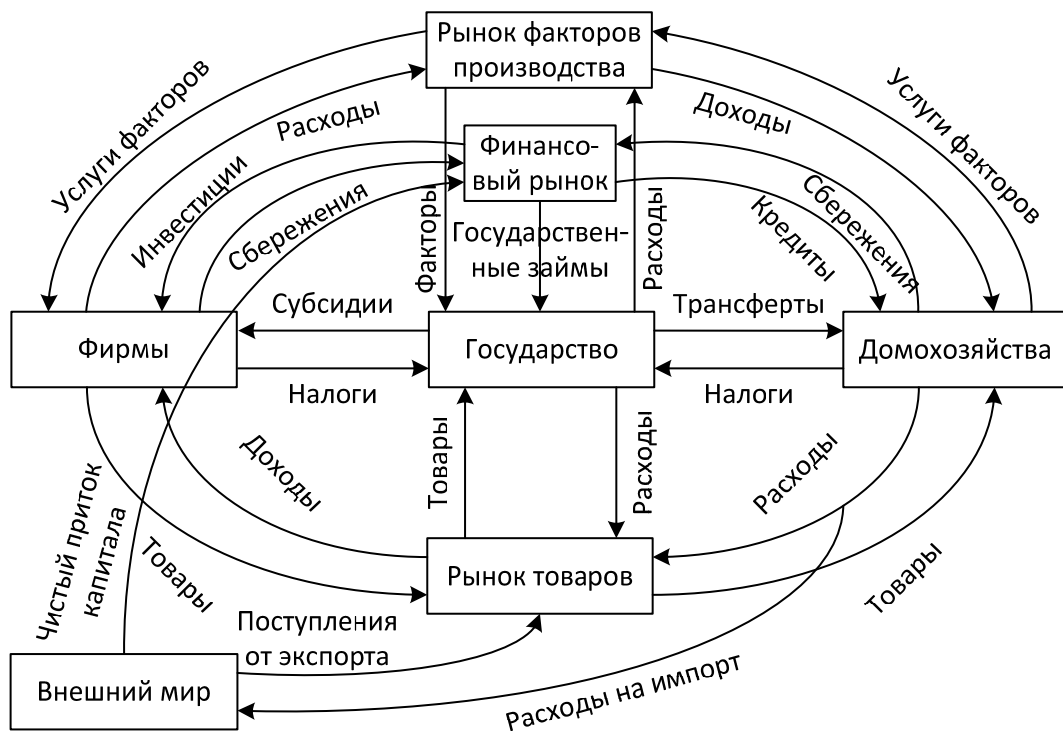 Рынок факторов
производства
Услуги факторов
Расходы
Доходы
Услуги факторов
Финансо-
вый рынок
Инвестиции
Сбережения
Факторы
Государствен-
ные займы
Расходы
Кредиты
Сбережения
Субсидии
Трансферты
Фирмы
Государство
Домохозяйства
Налоги
Налоги
Доходы
Товары
Расходы
Расходы
Чистый приток
капитала
Товары
Рынок товаров
Товары
Поступления
от экспорта
Внешний мир
Расходы на импорт